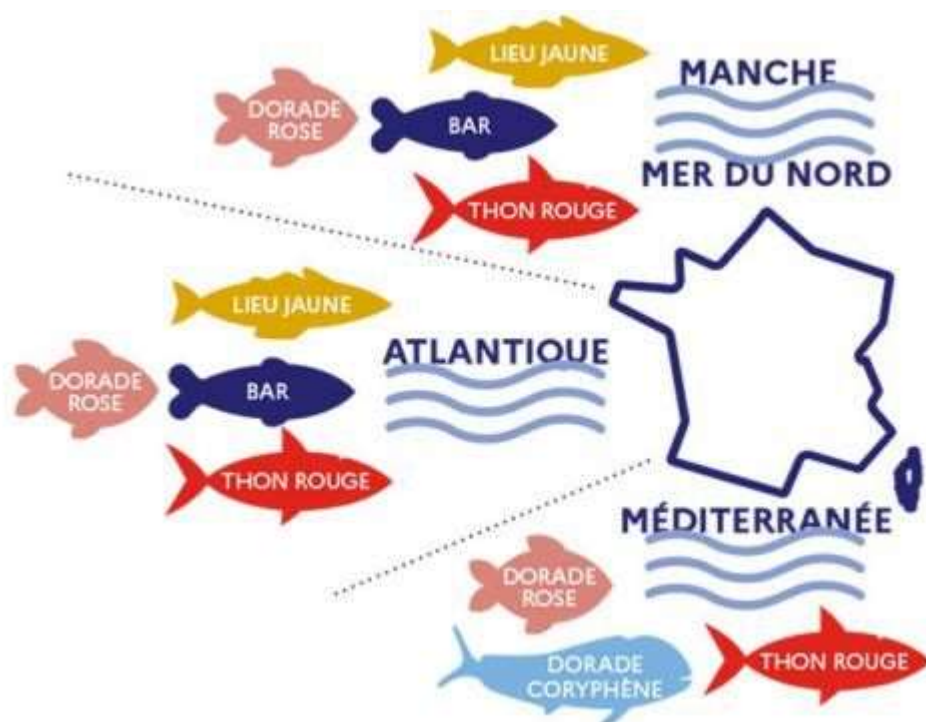 LIEU JAUNE
MANCHE
DORADE
ROSE
BAR
MER DU NORD
THON ROUGE
LIEU JAUNE
ATLANTIQUE
DORADE
ROSE
BAR
THON ROUGE
MÉDITERRANÉE
DORADE
ROSE
DORADE
CORYPHÈNE
THON ROUGE